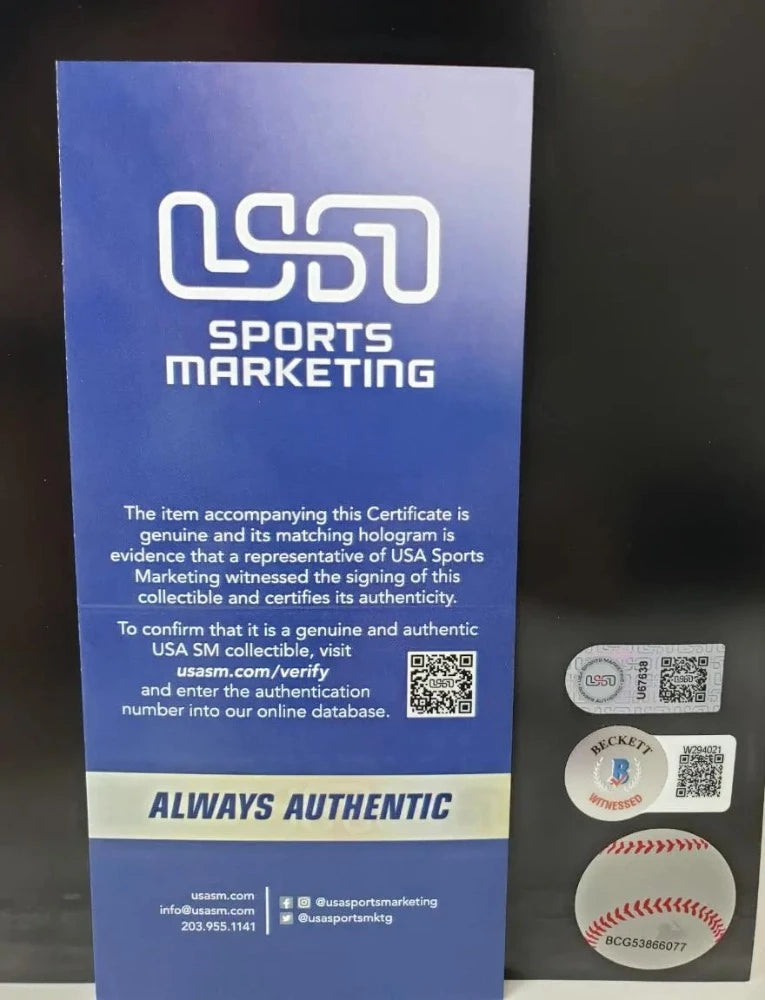 USA
SPORTS
MARKETING
The item accompanying this Certificate is
genuine and its matching hologram is
evidence that a representative of USA Sports
Marketing witnessed the signing of this
collectible and certifies its authenticity.
To confirm that it is a genuine and authentic
USA SM collectible, visit
usasm.com/verify
and enter the authentication
number into our online database.
ALWAYS AUTHENTIC
usasm.com
info@usasm.com
203.955.1141
@usasportsmarketing
@usasportsmktg
USA
U67638
BECKETT
B
WITNESSED
W294021
BCG53866077